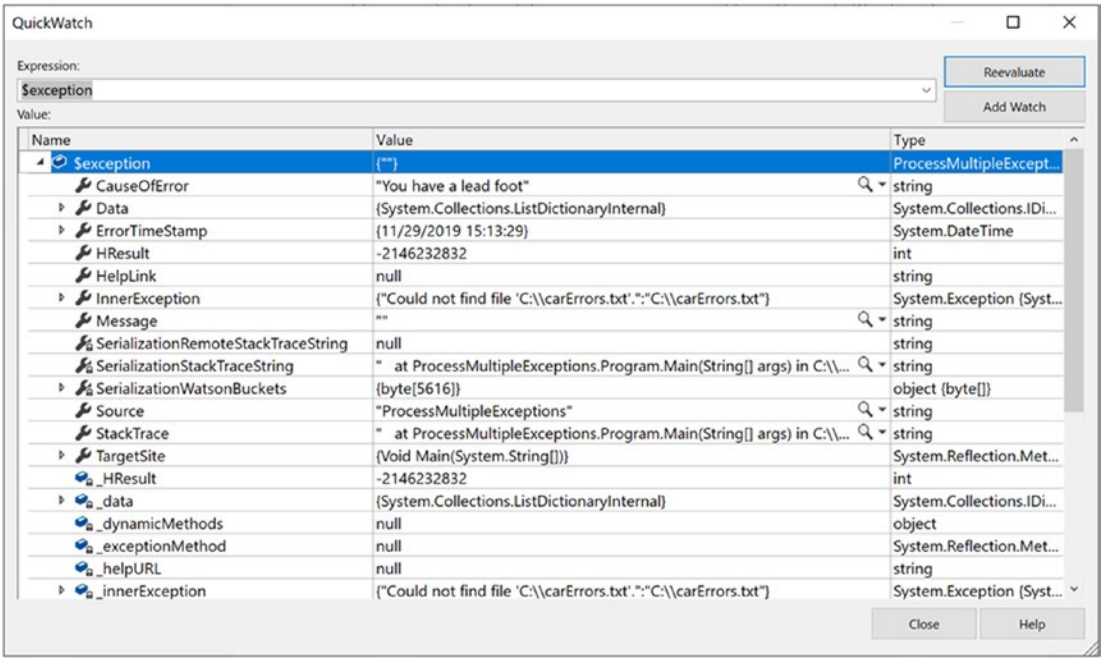 QuickWatch
Expression:
Reevaluate
$exception
Add Watch
Value:
Name Value Type
$exception {""} ProcessMultipleExcept...
CauseOfError "You have a lead foot" string
Data {System.Collections.ListDictionaryInternal} System.Collections.IDi...
ErrorTimeStamp {11/29/2019 15:13:29} System.DateTime
HResult -2146232832 int
HelpLink null string
InnerException {"Could not find file 'C:\\carErrors.txt'.":"C:\\carErrors.txt"} System.Exception {Syst...
Message "" string
SerializationRemoteStackTraceString null string
SerializationStackTraceString "   at ProcessMultipleExceptions.Program.Main(String[] args) in C:\\... string
SerializationWatsonBuckets {byte[5616]} object {byte[]}
Source "ProcessMultipleExceptions" string
StackTrace "   at ProcessMultipleExceptions.Program.Main(String[] args) in C:\\... string
TargetSite {Void Main(System.String[])} System.Reflection.Met...
_HResult -2146232832 int
_data {System.Collections.ListDictionaryInternal} System.Collections.IDi...
_dynamicMethods null object
_exceptionMethod null System.Reflection.Met...
_helpURL null string
_innerException {"Could not find file 'C:\\carErrors.txt'.":"C:\\carErrors.txt"} System.Exception {Syst...
Close Help